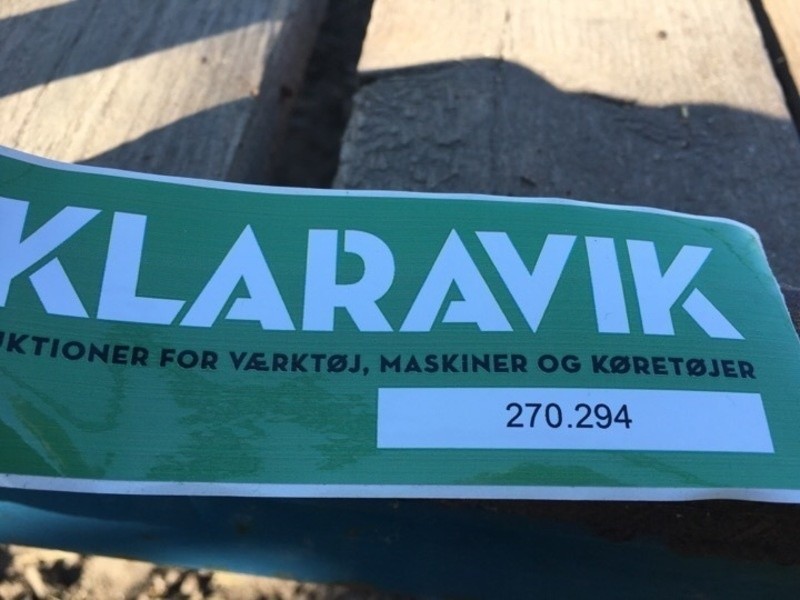 KLARAVIK
UKTIONER FOR VÆRKTØJ, MASKINER OG KØRETØJER
270.294